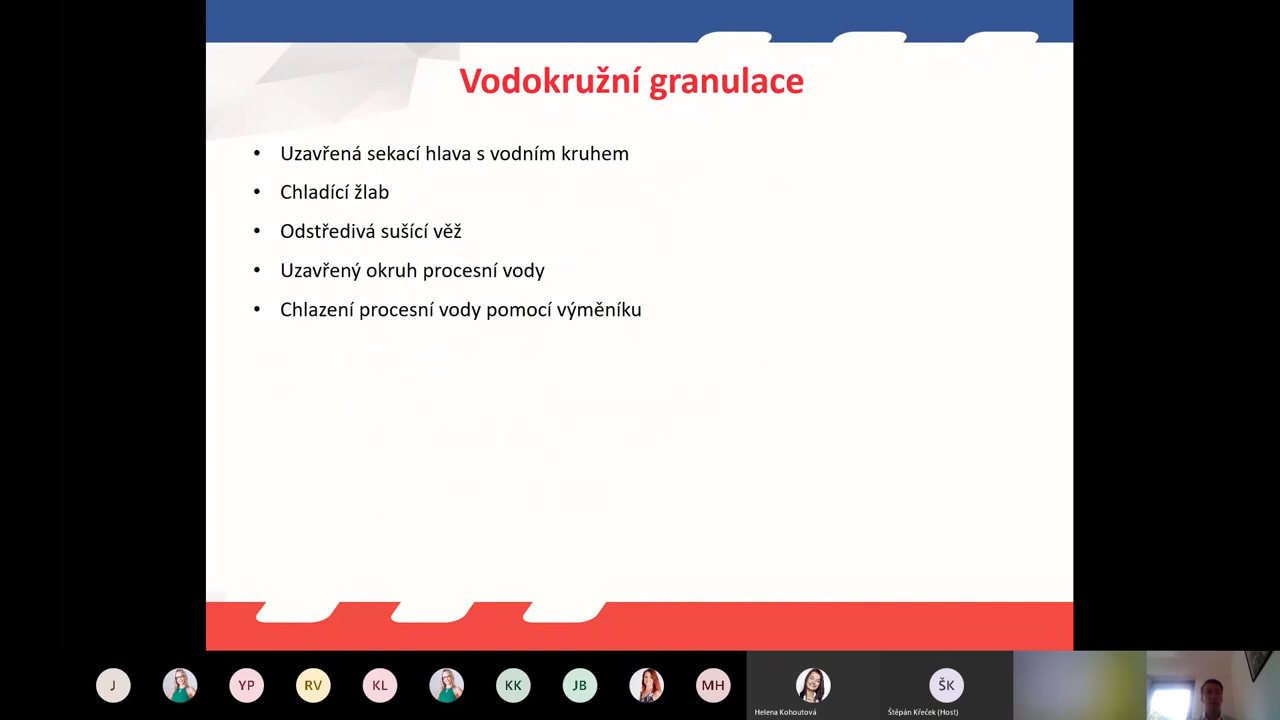 Vodokružní granulace
• Uzavřená sekací hlava s vodním kruhem
• Chladící žlab
• Odstředivá sušící věž
• Uzavřený okruh procesní vody
• Chlazení procesní vody pomocí výměníku
J
YP
RV
KL
KK
JB
MH
Helena Kohoutová
ŠK
Štěpán Křeček (Host)